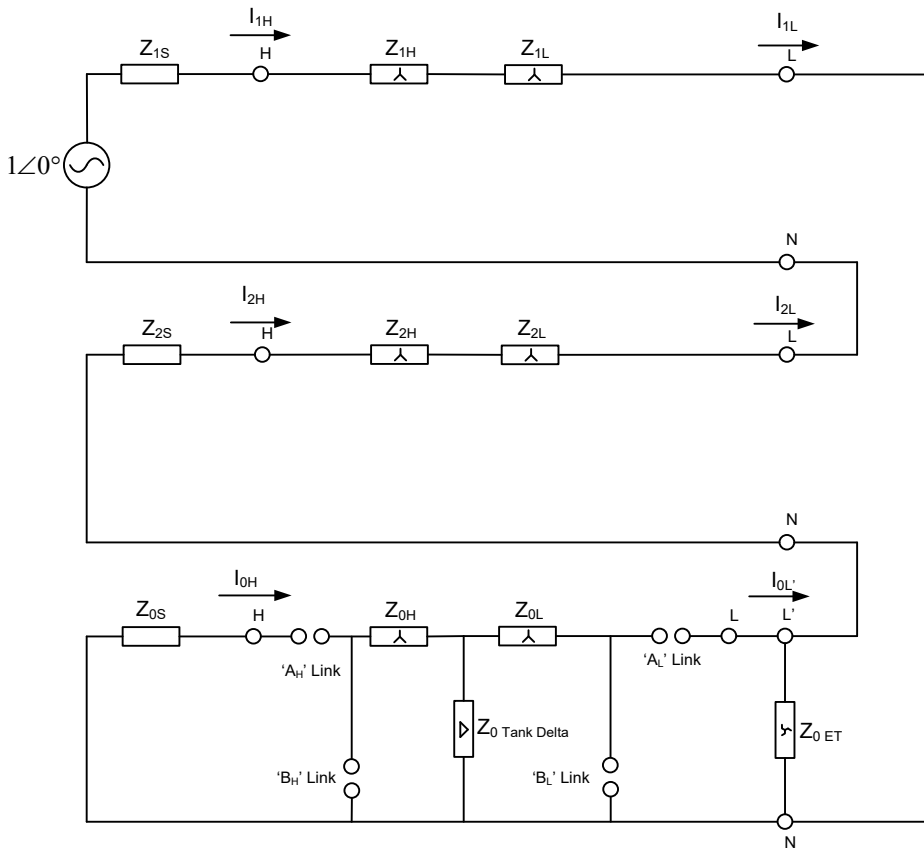 I1H
I1L
Z1S
H
Z1H
Z1L
L
1∠0°
N
I2H
I2L
Z2S
H
Z2H
Z2L
L
N
I0H
I0L'
Z0S
H
Z0H
Z0L
L
L'
'AH' Link
'AL' Link
Z0 Tank Delta
Z0 ET
'BH' Link
'BL' Link
N